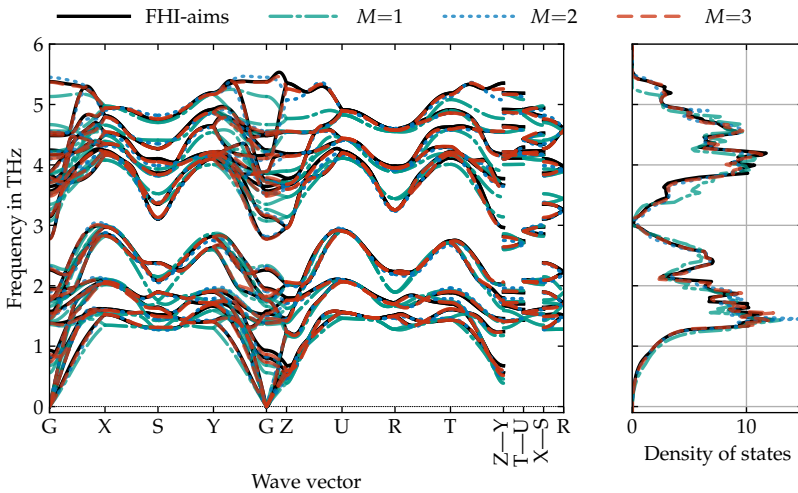 FHI-aims M=1 M=2 M=3
Frequency in THz
6
5
4
3
2
1
0
G X S Y G Z U R T Z—Y T—U X—S R
Wave vector
0 10
Density of states